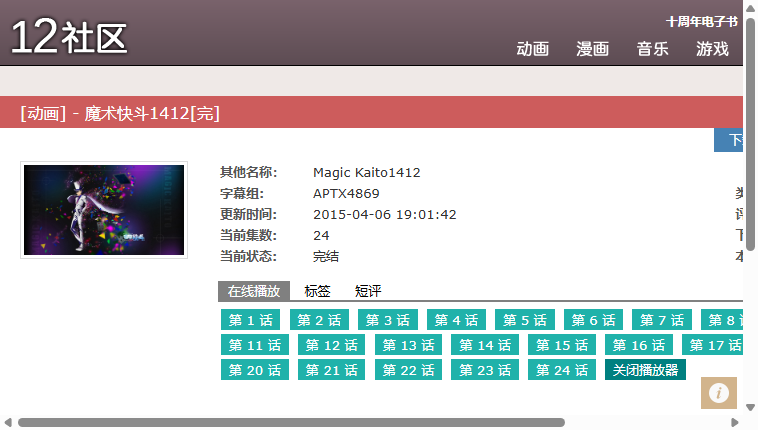 十周年电子书
12社区
动画 漫画 音乐 游戏
[动画] - 魔术快斗1412[完]
其他名称： Magic Kaito1412
字幕组： APTX4869
更新时间： 2015-04-06 19:01:42
当前集数： 24
当前状态： 完结
在线播放 标签 短评
第 1 话 第 2 话 第 3 话 第 4 话 第 5 话 第 6 话 第 7 话 第 8
第 11 话 第 12 话 第 13 话 第 14 话 第 15 话 第 16 话 第 17 话
第 20 话 第 21 话 第 22 话 第 23 话 第 24 话 关闭播放器